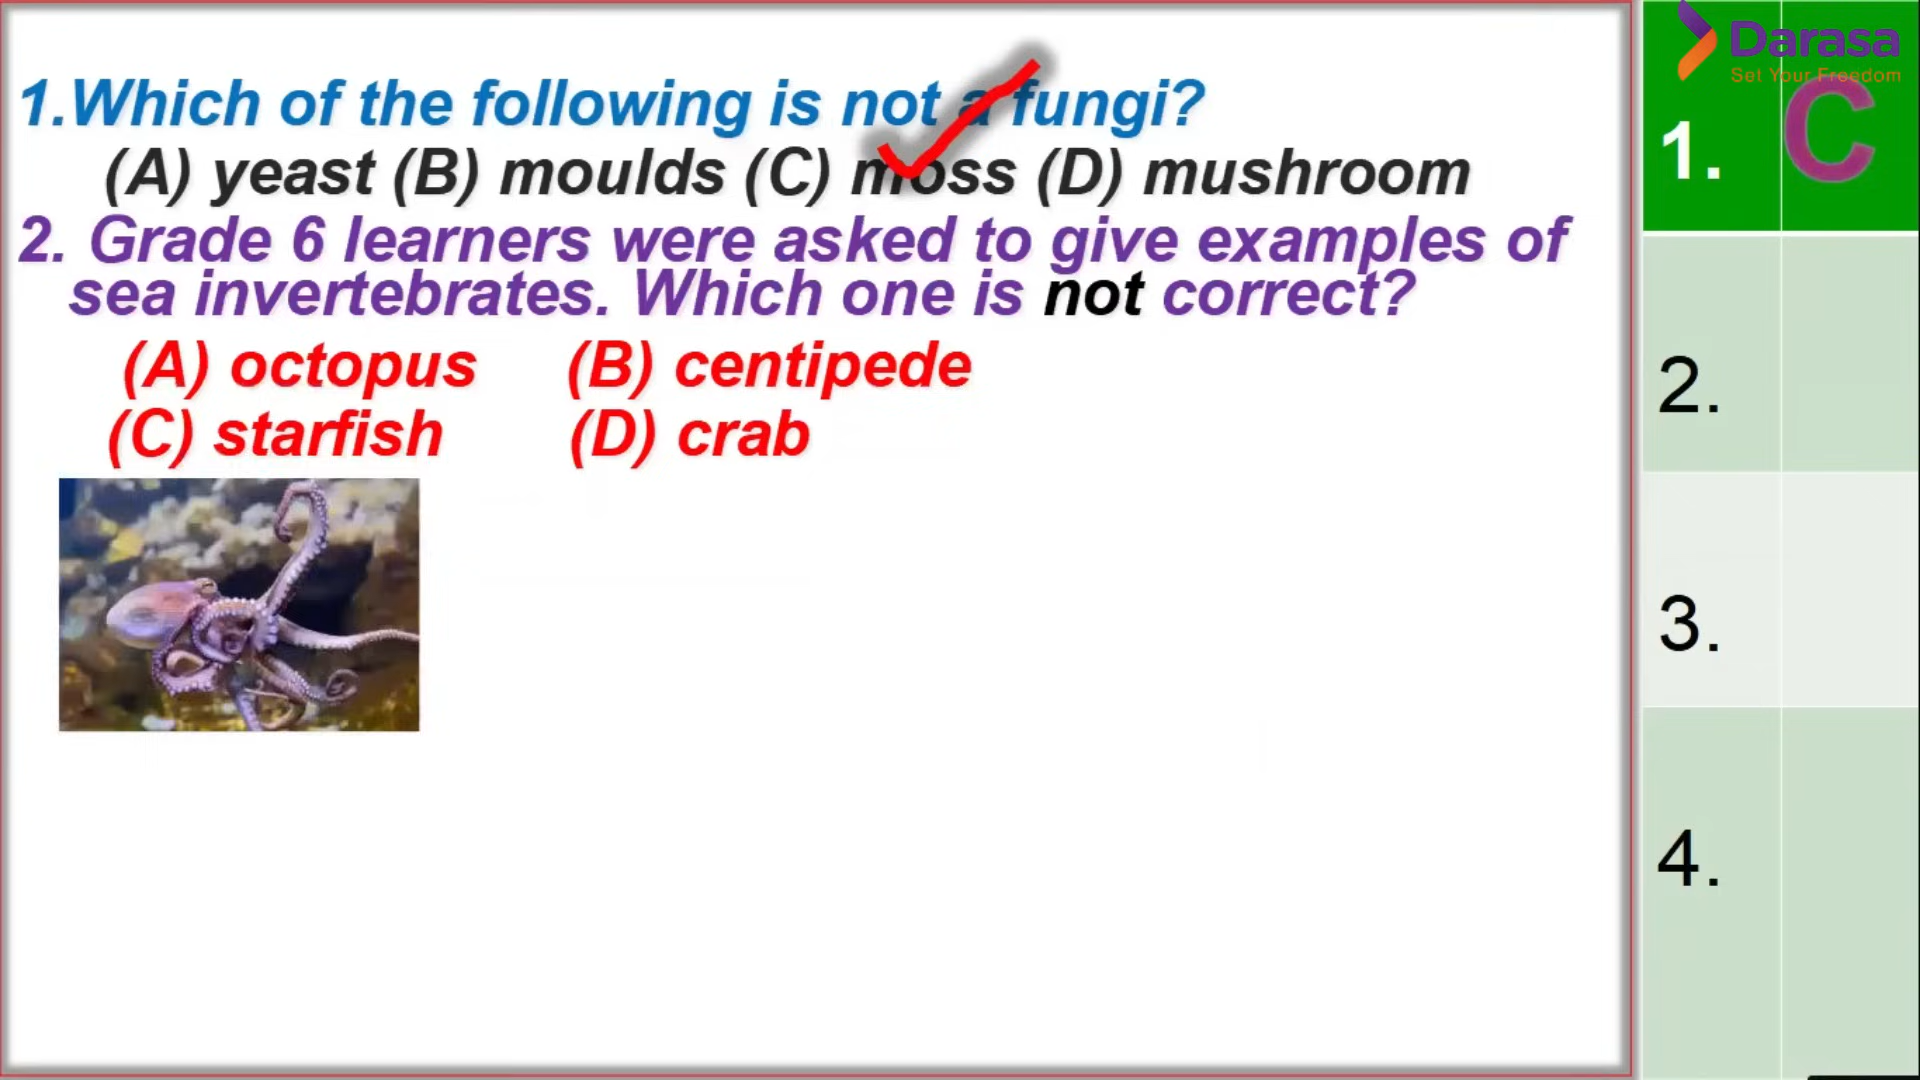 Darasa
Set Your Freedom
1.Which of the following is not a fungi?
(A) yeast (B) moulds (C) moss (D) mushroom
2. Grade 6 learners were asked to give examples of
sea invertebrates. Which one is not correct?
(A) octopus (B) centipede
(C) starfish (D) crab
1. C
2.
3.
4.